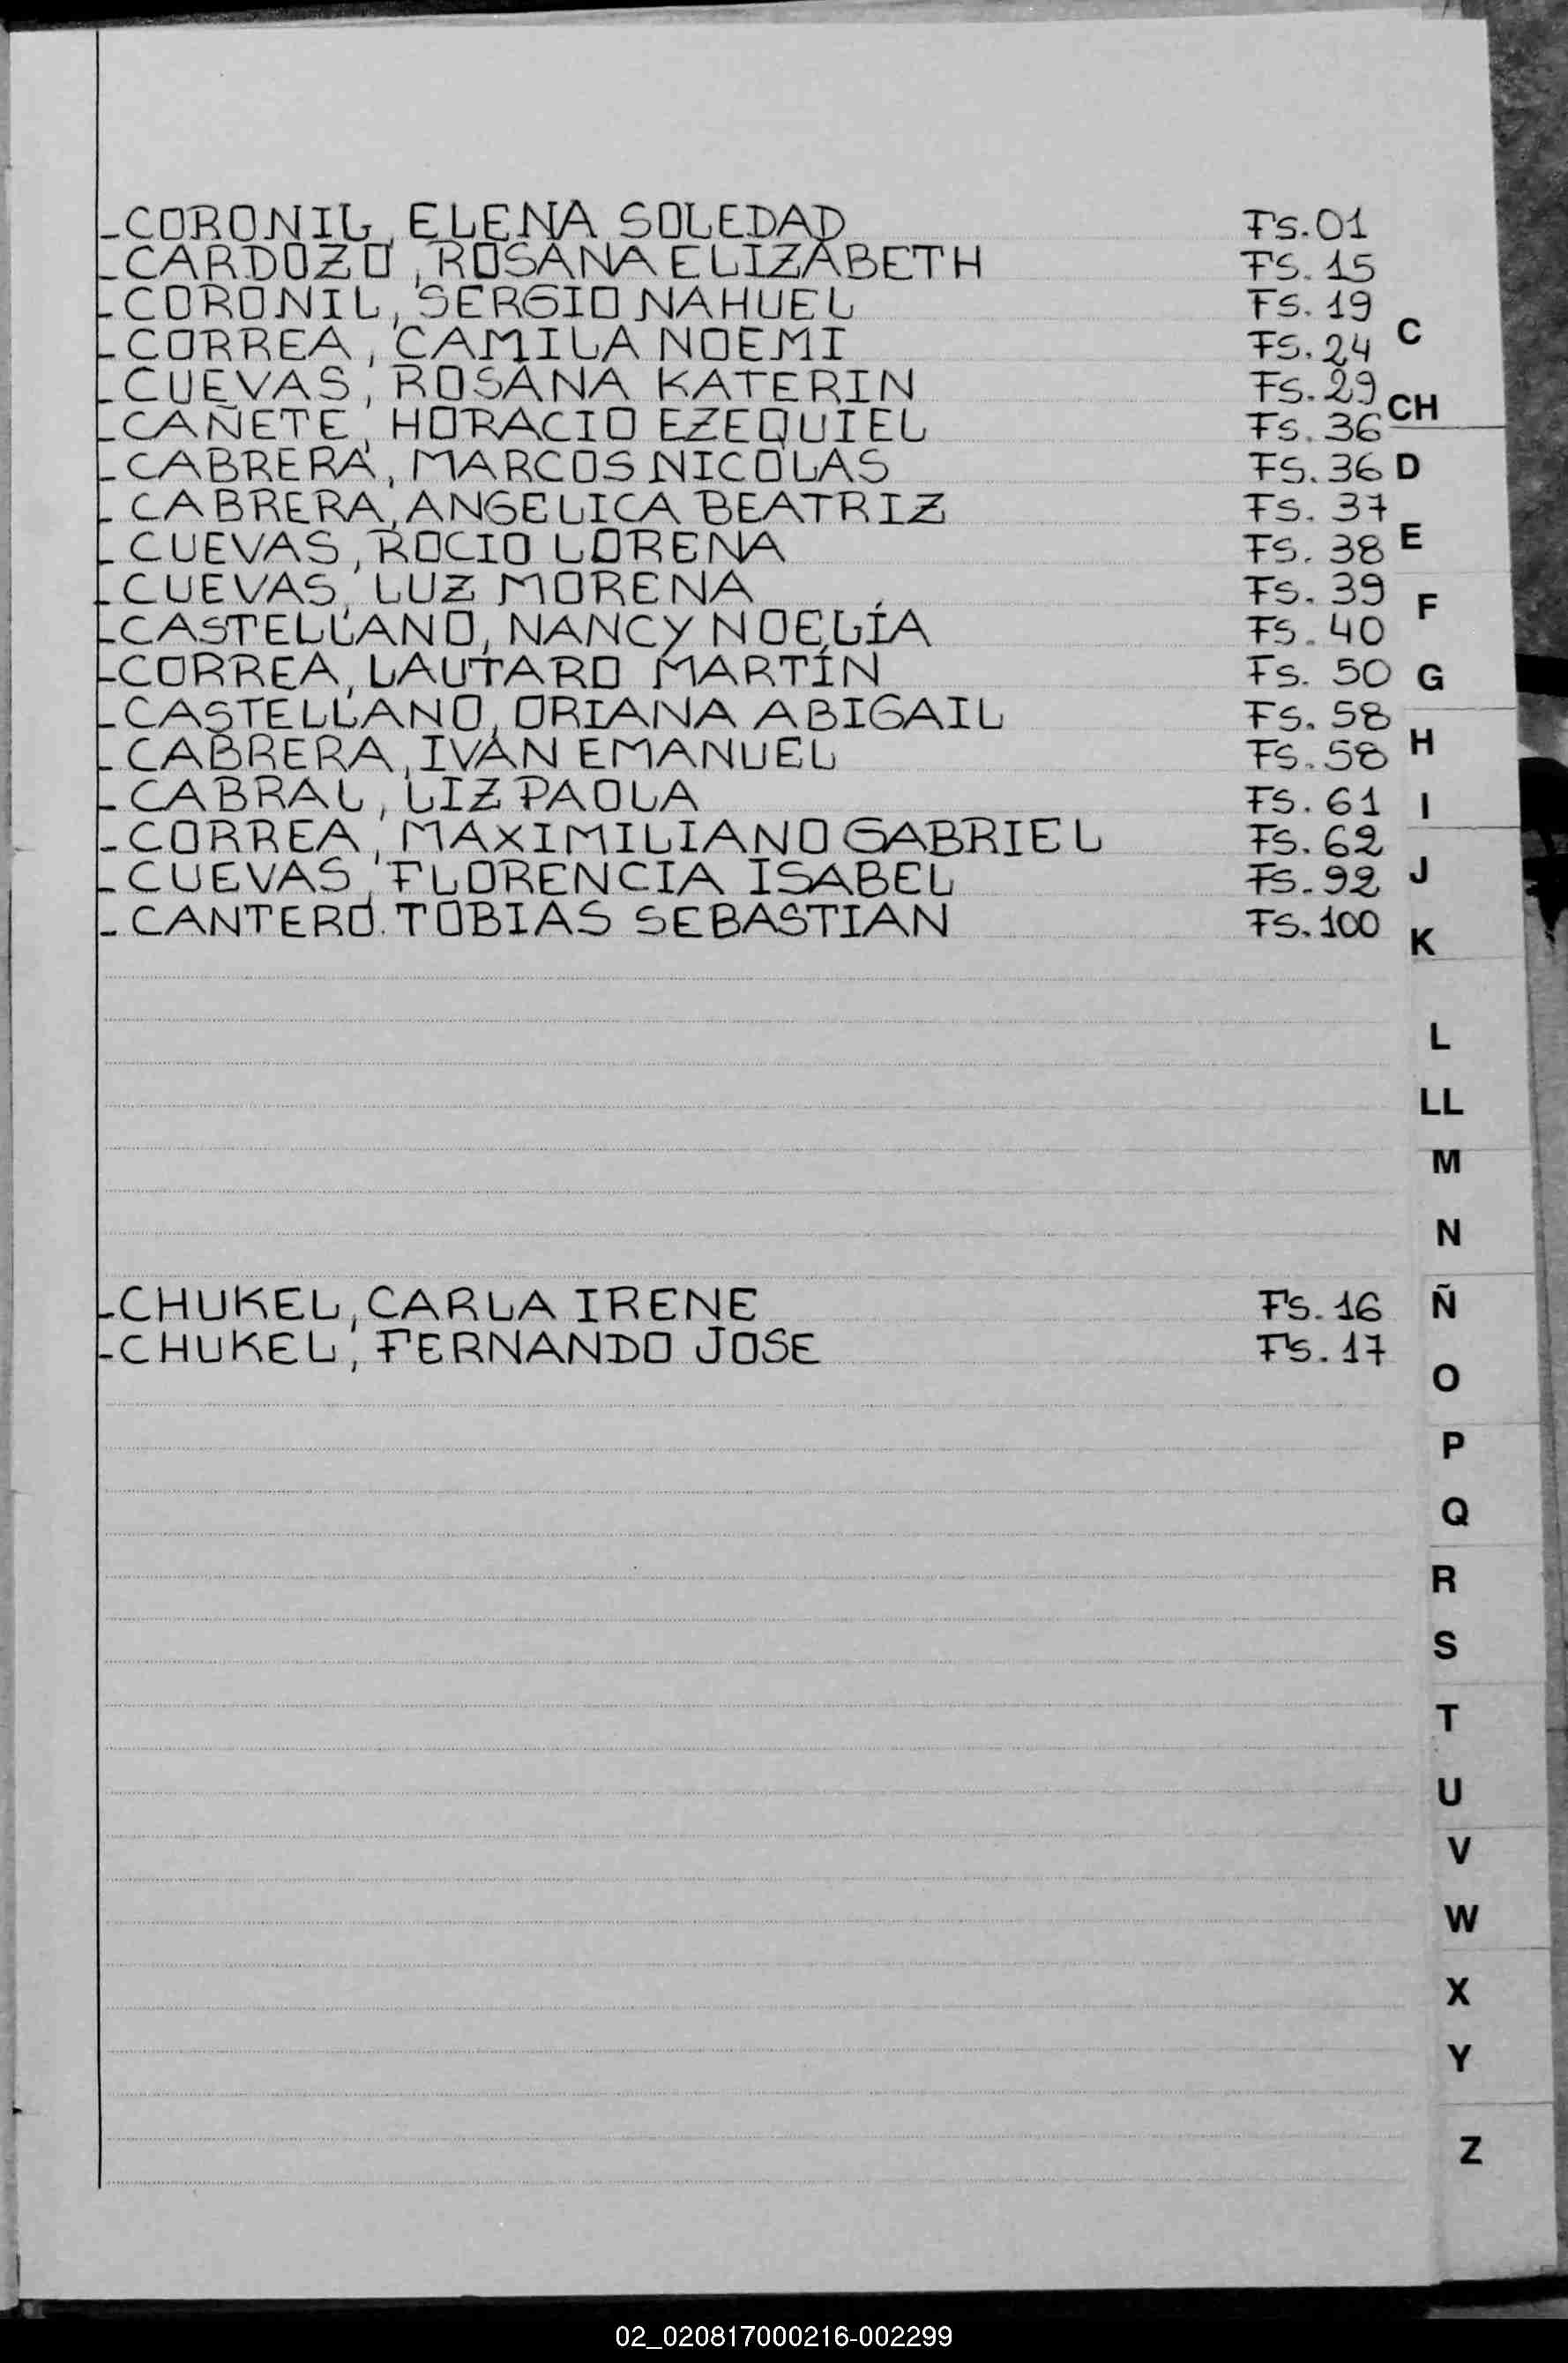 -CORONIL, ELENA SOLEDAD FS.01
-CARDOZO, ROSANA ELIZABETH FS.15
-CORONIL, SERGIO NAHUEL FS.19
-CORREA, CAMILA NOEMI FS.24
C
-CUEVAS, ROSANA KATERIN FS.29
CH
-CAÑETE, HORACIO EZEQUIEL FS.36
-CABRERA, MARCOS NICOLAS FS.36
D
-CABRERA, ANGELICA BEATRIZ FS.37
-CUEVAS, ROCIO LORENA FS.38
E
-CUEVAS, LUZ MORENA FS.39
F
-CASTELLANO, NANCY NOELÍA FS.40
-CORREA, LAUTARO MARTÍN FS.50
G
-CASTELLANO, ORIANA ABIGAIL FS.58
-CABRERA, IVAN EMANUEL FS.58
H
-CABRAL, LIZ PAOLA FS.61
I
-CORREA, MAXIMILIANO GABRIEL FS.62
-CUEVAS, FLORENCIA ISABEL FS.92
J
-CANTERO. TOBIAS SEBASTIAN FS.100
K
L
LL
M
N
-CHUKEL, CARLA IRENE FS.16
Ñ
-CHUKEL, FERNANDO JOSE FS.17
O
P
Q
R
S
T
U
V
W
X
Y
Z
02_020817000216-002299